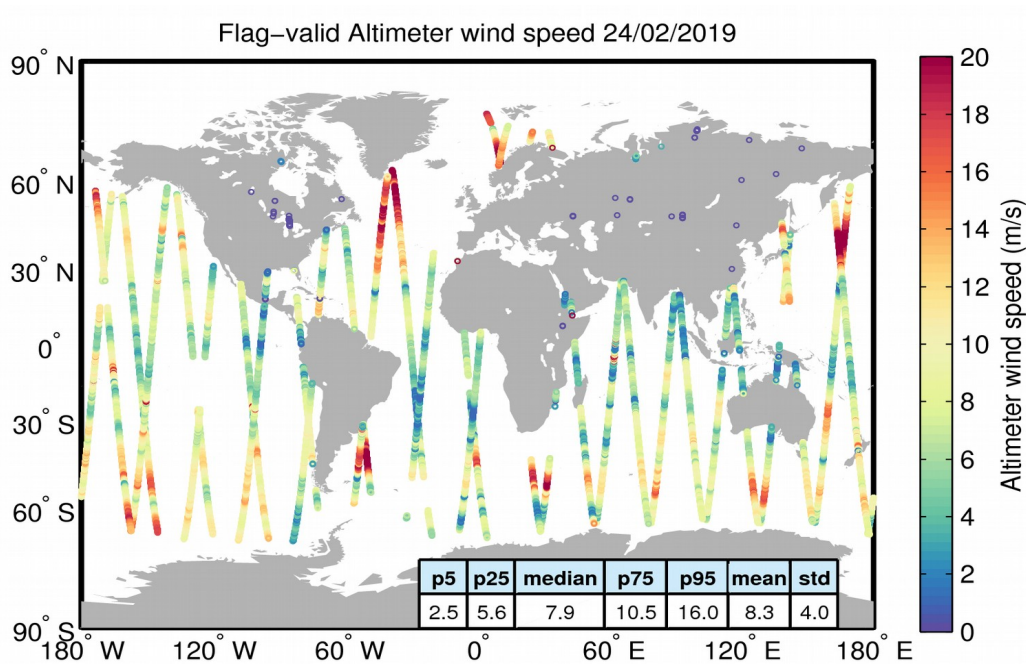 Flag−valid Altimeter wind speed 24/02/2019
90° N
60° N
30° N
0°
30° S
60° S
90° S
180° W
120° W
60° W
0°
60° E
120° E
180° E
p5 p25 median p75 p95 mean std
2.5 5.6 7.9 10.5 16.0 8.3 4.0
20
18
16
14
12
10
8
6
4
2
0
Altimeter wind speed (m/s)